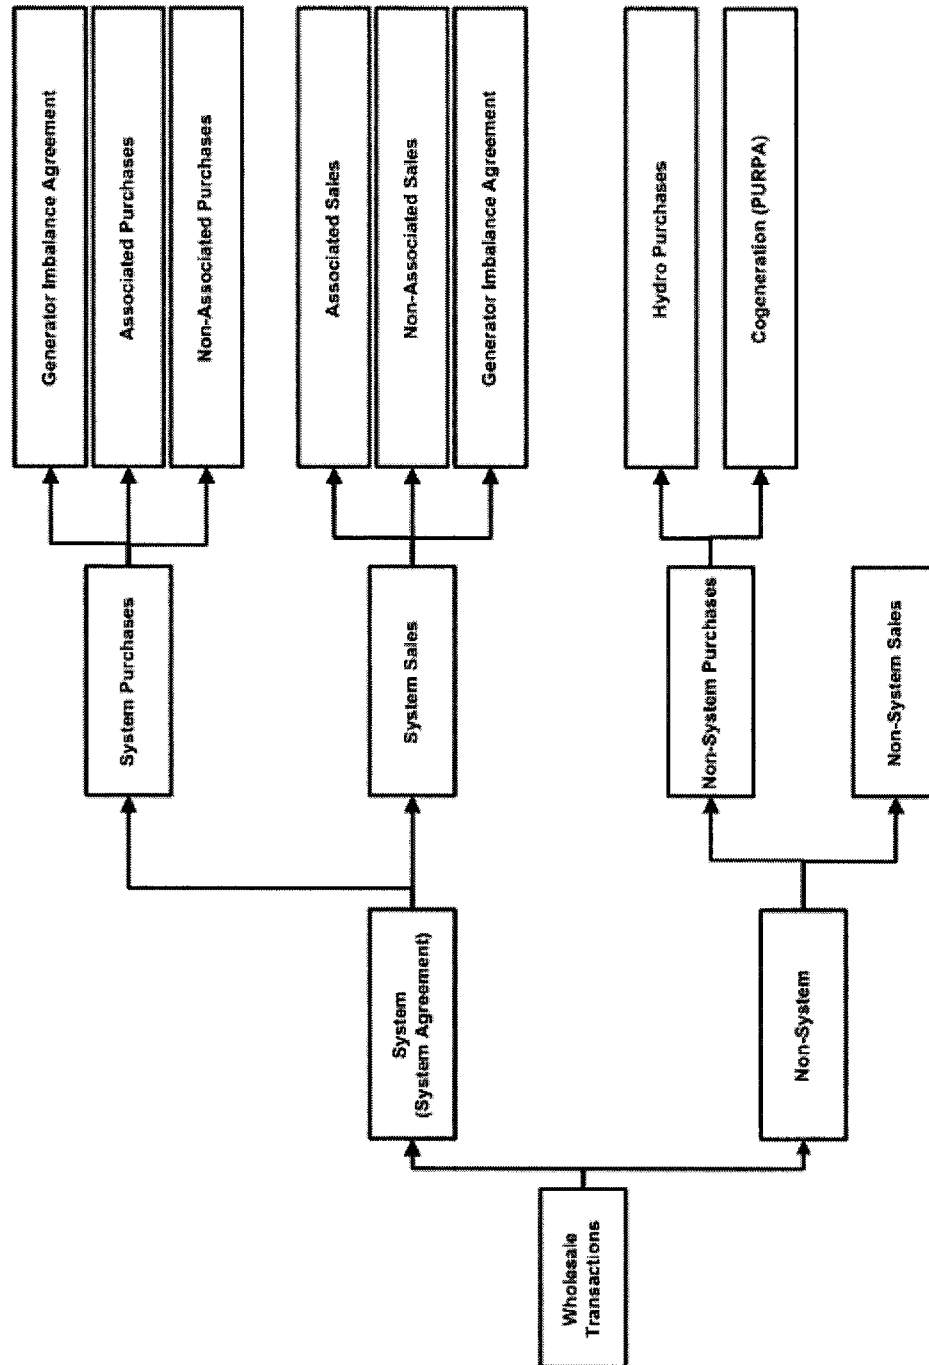 Wholesale
Transactions
System
(System Agreement)
Non-System
System Purchases
System Sales
Non-System Purchases
Non-System Sales
Generator Imbalance Agreement
Associated Purchases
Non-Associated Purchases
Associated Sales
Non-Associated Sales
Generator Imbalance Agreement
Hydro Purchases
Cogeneration (PURPA)